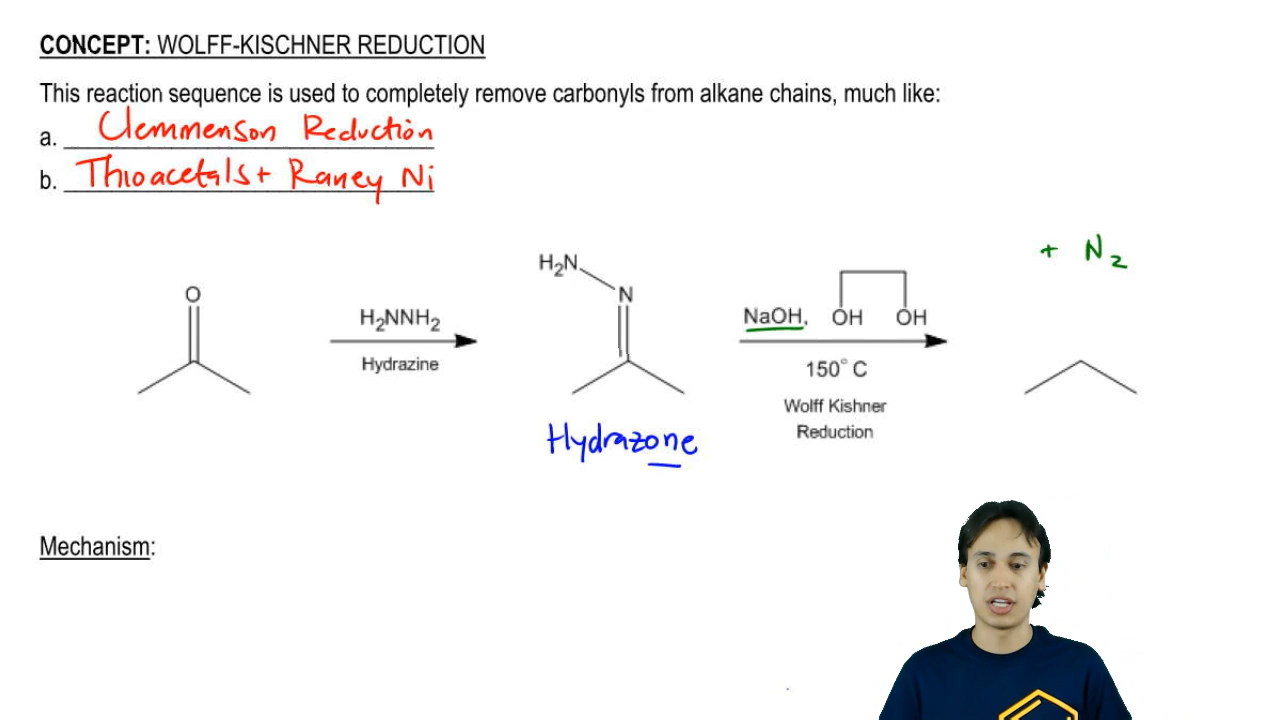 CONCEPT: WOLFF-KISCHNER REDUCTION
This reaction sequence is used to completely remove carbonyls from alkane chains, much like:
a. Clemmenson Reduction
b. Thioacetals + Raney Ni
+ N₂
H₂N
N
O
H₂NNH₂
Hydrazine
NaOH, OH OH
150° C
Wolff Kishner
Reduction
Hydrazone
Mechanism: